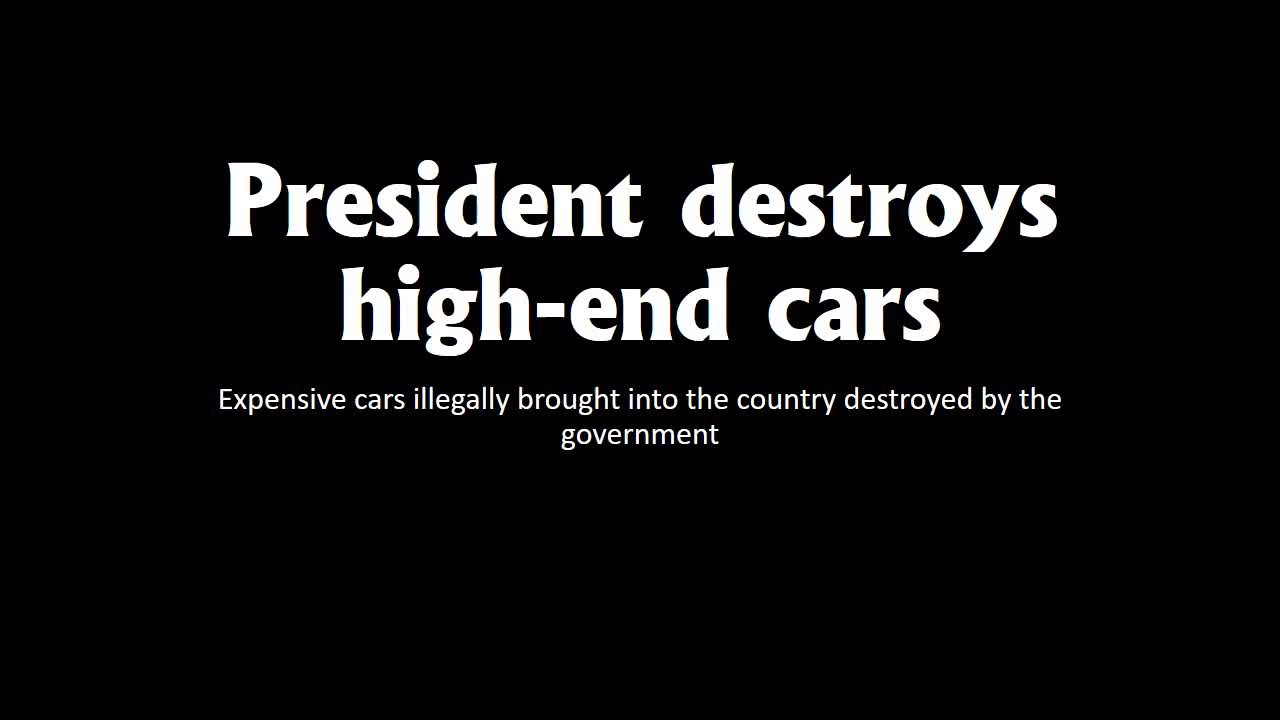 President destroys
high-end cars
Expensive cars illegally brought into the country destroyed by the
government